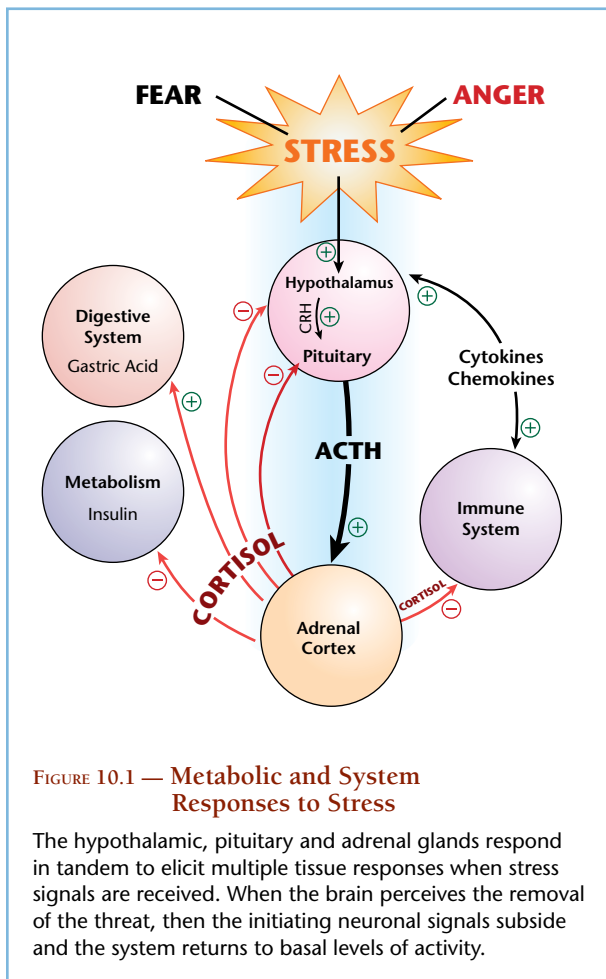 FEAR
ANGER
STRESS
Hypothalamus
CRH
Pituitary
Digestive
System
Gastric Acid
Cytokines
Chemokines
ACTH
Metabolism
Insulin
Immune
System
CORTISOL
CORTISOL
Adrenal
Cortex
FIGURE 10.1 — Metabolic and System
Responses to Stress
The hypothalamic, pituitary and adrenal glands respond
in tandem to elicit multiple tissue responses when stress
signals are received. When the brain perceives the removal
of the threat, then the initiating neuronal signals subside
and the system returns to basal levels of activity.